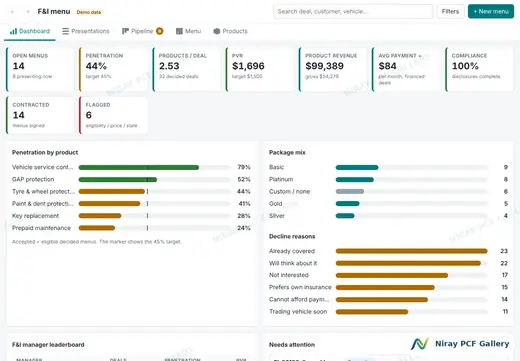 F&I menu Demo data
Search deal, customer, vehicle...
Filters
+ New menu
Dashboard
Presentations
Pipeline
Menu
Products
OPEN MENUS
14
8 presenting now
PENETRATION
44%
target 45%
PRODUCTS / DEAL
2.53
32 decided deals
PVR
$1,696
target $1,500
PRODUCT REVENUE
$99,389
gross $54,279
AVG PAYMENT +
$84
per month, financed
deals
COMPLIANCE
100%
disclosures complete
CONTRACTED
14
menus signed
FLAGGED
6
eligibility / price / state
Penetration by product
Vehicle service cont... 79%
GAP protection 52%
Tyre & wheel protect... 44%
Paint & dent protecti... 41%
Key replacement 28%
Prepaid maintenance 24%
Accepted ÷ eligible decided menus. The marker shows the 45% target.
Package mix
Basic 9
Platinum 8
Custom / none 6
Gold 5
Silver 4
Decline reasons
Already covered 23
Will think about it 22
Not interested 17
Prefers own insurance 15
Cannot afford paym... 14
Trading vehicle soon 11
F&I manager leaderboard
MANAGER DEALS PENETRATION PVR
Needs attention
Niray PCF Gallery